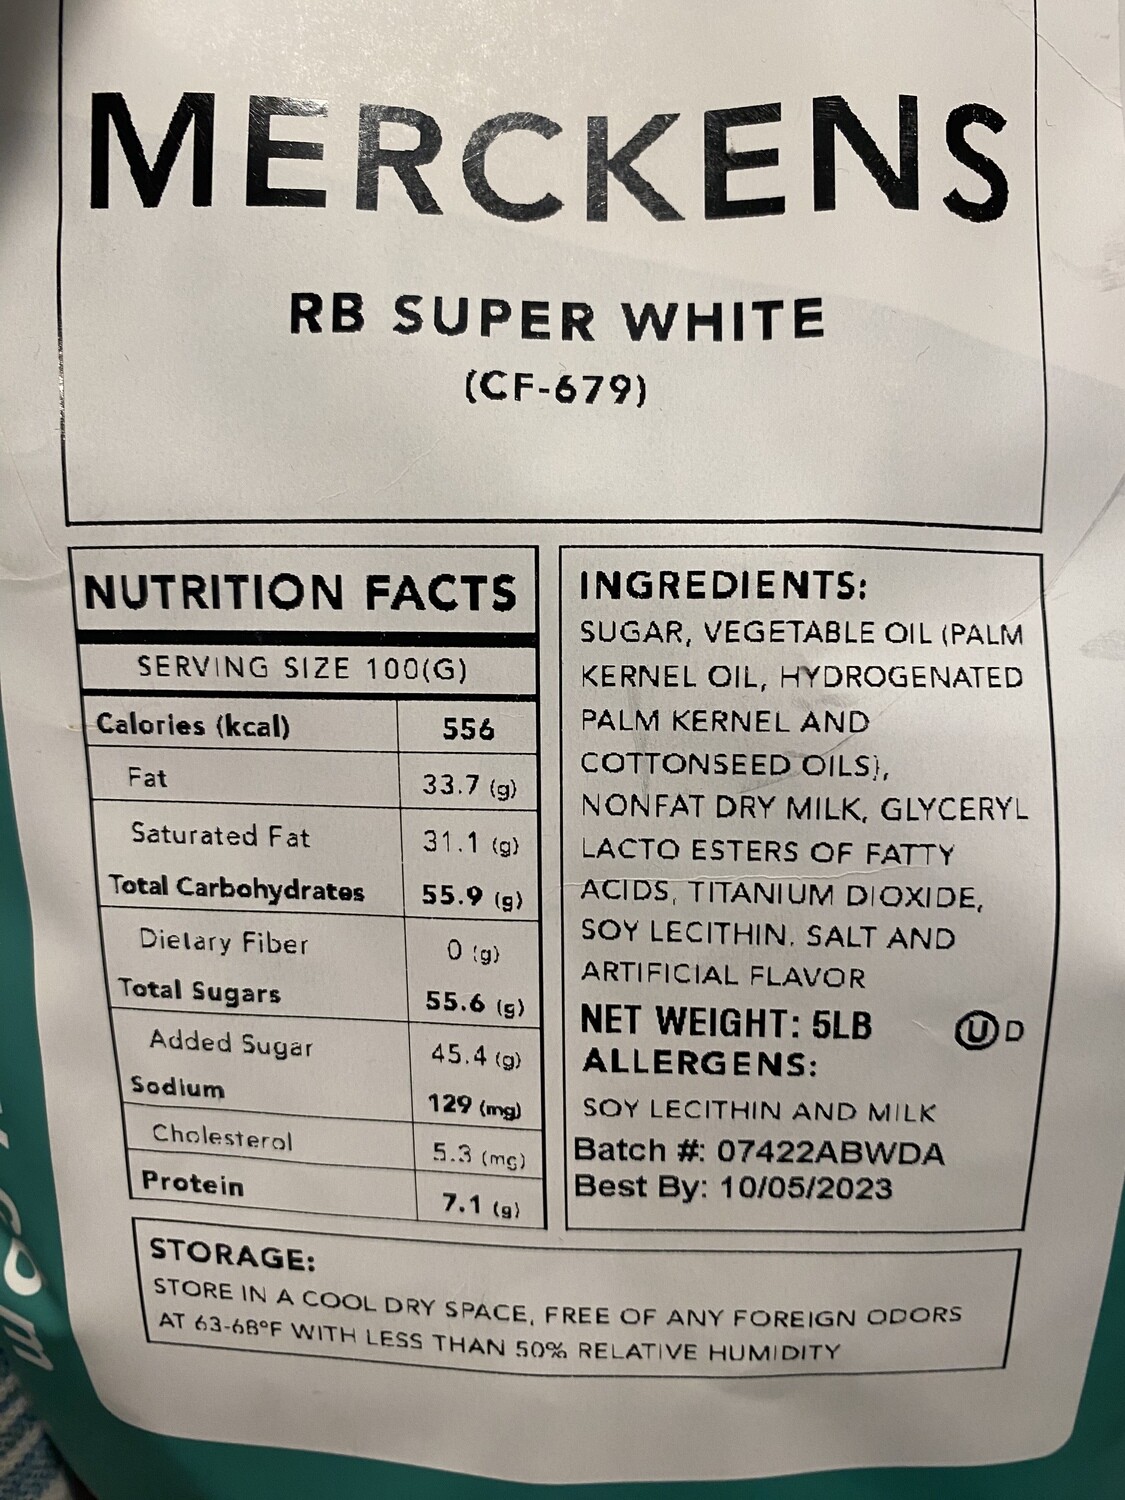 MERCKENS
RB SUPER WHITE
(CF-679)
NUTRITION FACTS
SERVING SIZE 100(G)
Calories (kcal) 556
Fat 33.7 (g)
Saturated Fat 31.1 (g)
Total Carbohydrates 55.9 (g)
Dietary Fiber 0 (g)
Total Sugars 55.6 (g)
Added Sugar 45.4 (g)
Sodium 129 (mg)
Cholesterol 5.3 (mg)
Protein 7.1 (g)
INGREDIENTS:
SUGAR, VEGETABLE OIL (PALM
KERNEL OIL, HYDROGENATED
PALM KERNEL AND
COTTONSEED OILS),
NONFAT DRY MILK, GLYCERYL
LACTO ESTERS OF FATTY
ACIDS, TITANIUM DIOXIDE,
SOY LECITHIN, SALT AND
ARTIFICIAL FLAVOR
NET WEIGHT: 5LB
U D
ALLERGENS:
SOY LECITHIN AND MILK
Batch #: 07422ABWDA
Best By: 10/05/2023
STORAGE:
STORE IN A COOL DRY SPACE, FREE OF ANY FOREIGN ODORS
AT 63-68°F WITH LESS THAN 50% RELATIVE HUMIDITY